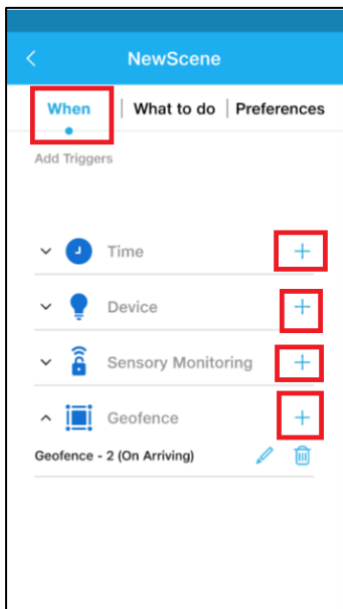 NewScene
When | What to do | Preferences
Add Triggers
Time
Device
Sensory Monitoring
Geofence
Geofence - 2 (On Arriving)